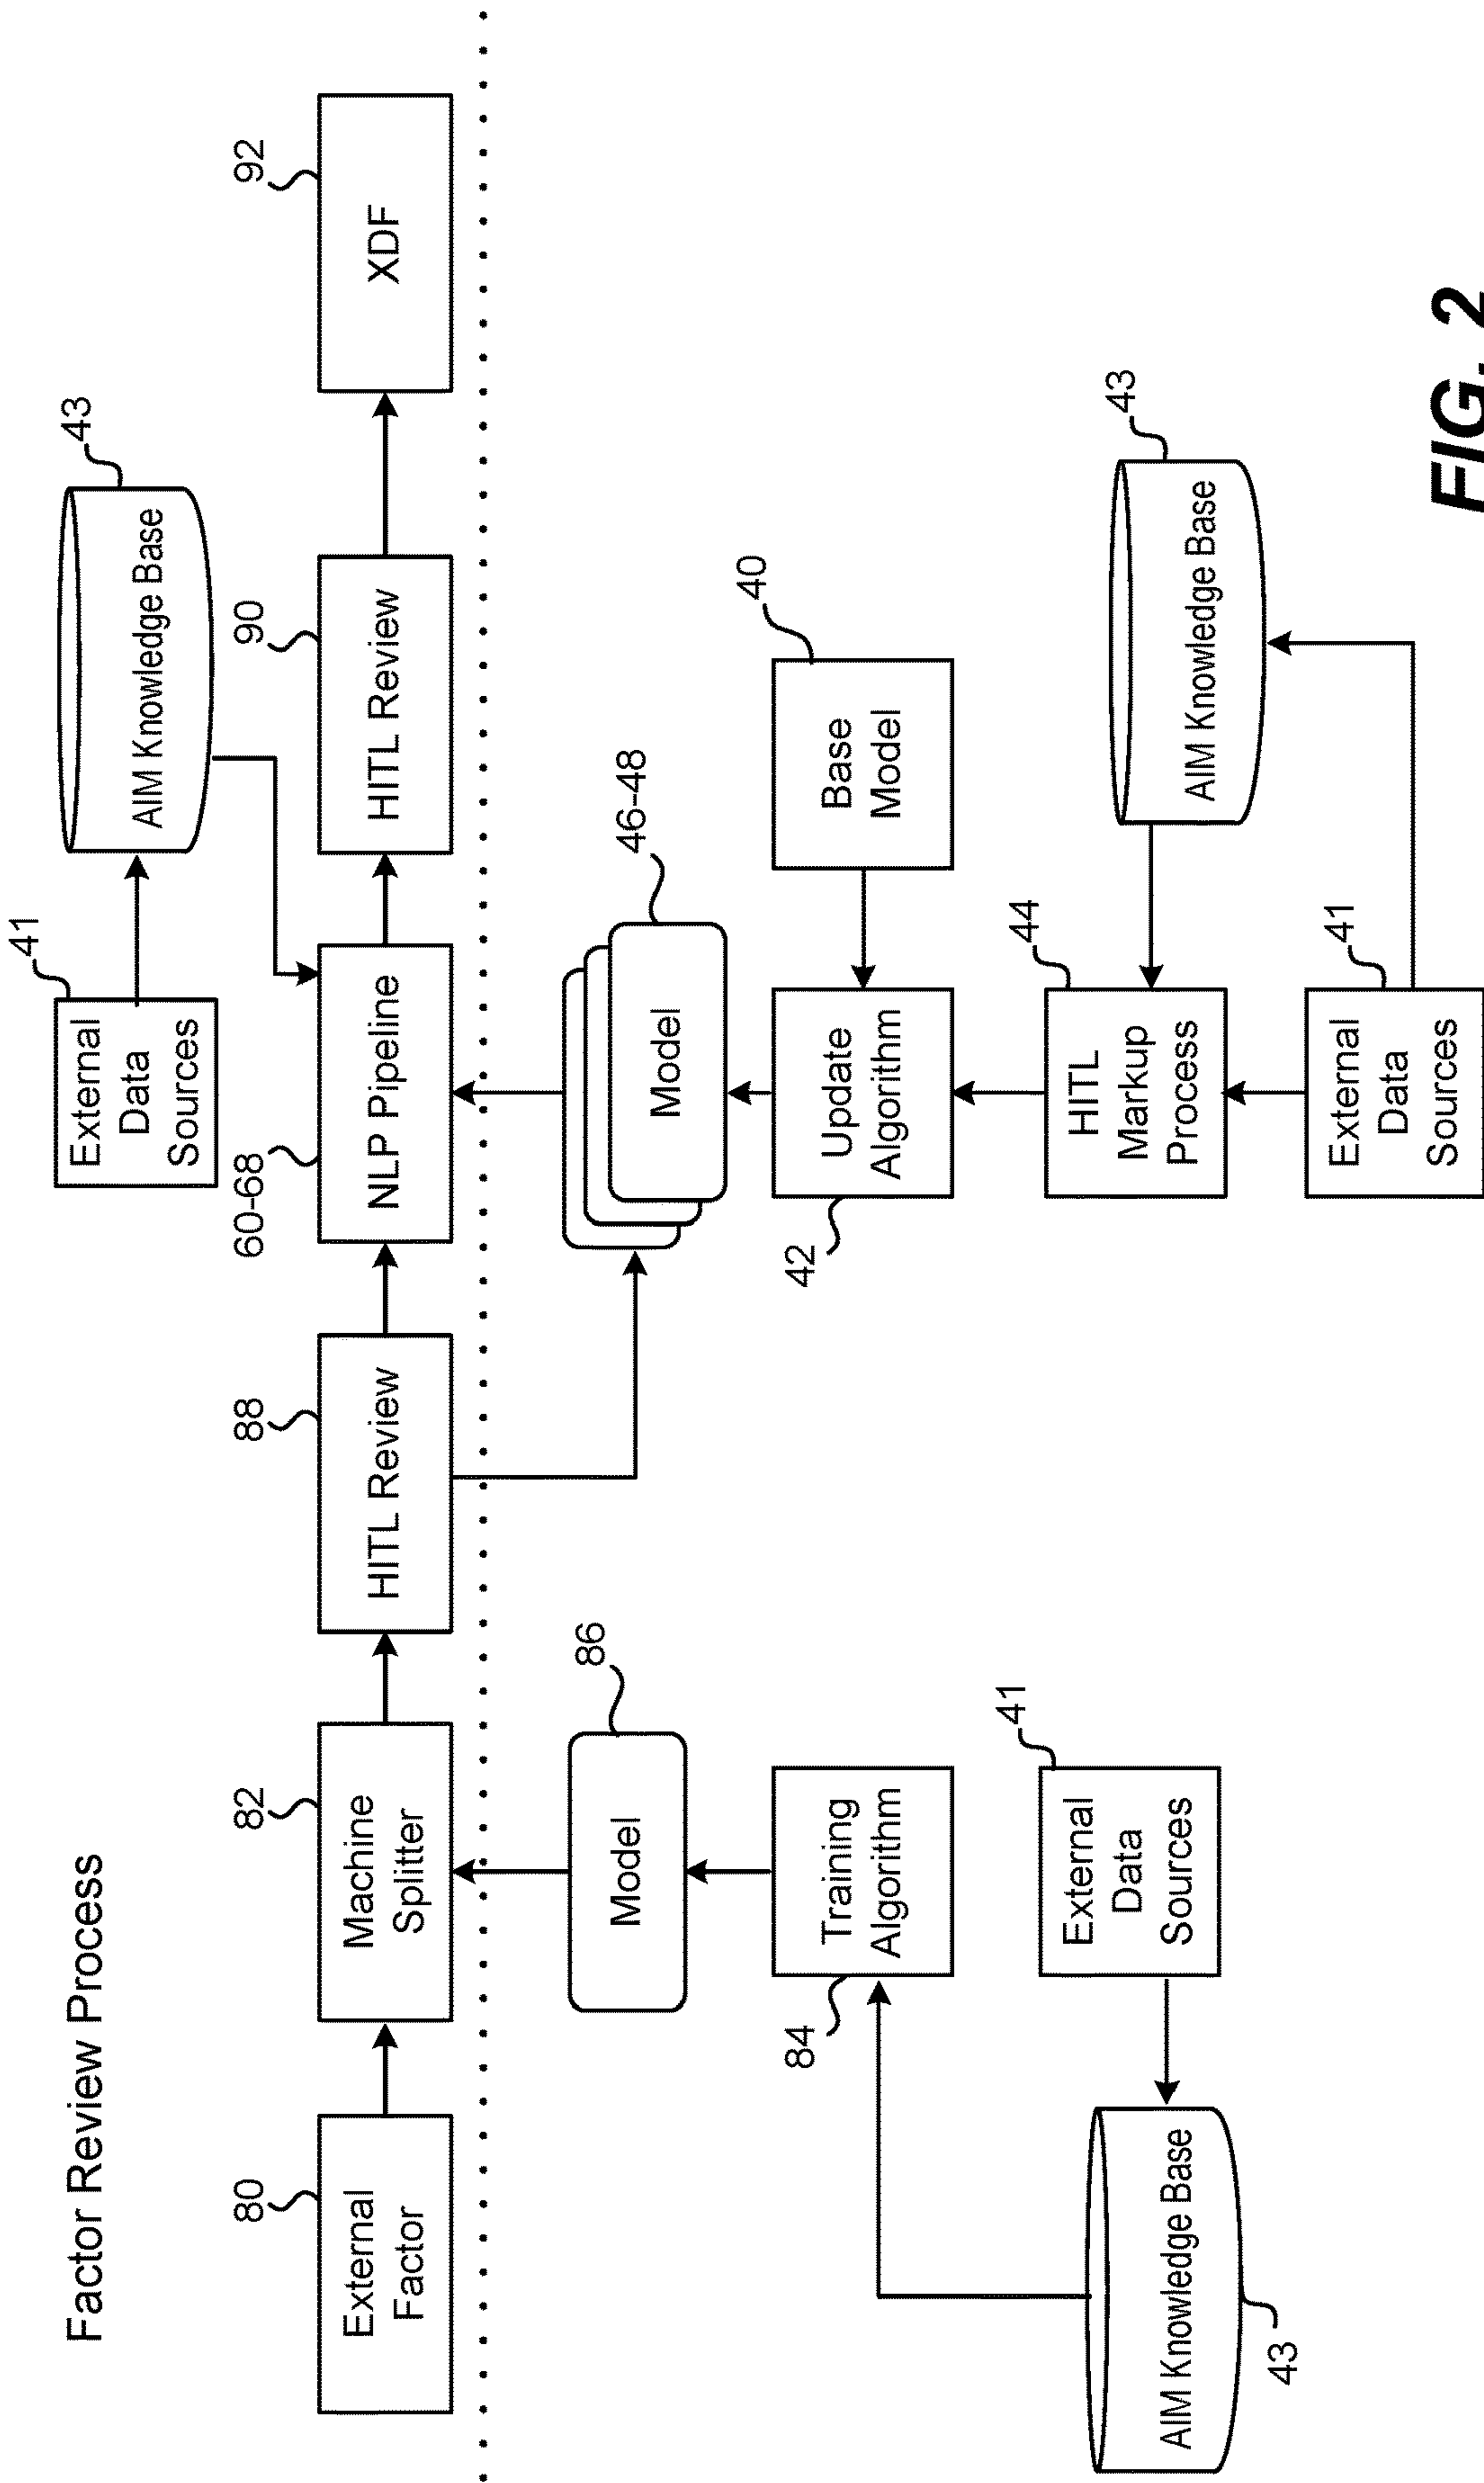 Factor Review Process
41
External
Data
Sources
43
AIM Knowledge Base
80
External
Factor
82
Machine
Splitter
88
HITL Review
60-68
NLP Pipeline
90
HITL Review
92
XDF
86
Model
46-48
Model
84
Training
Algorithm
42
Update
Algorithm
40
Base
Model
41
External
Data
Sources
44
HITL
Markup
Process
43
AIM Knowledge Base
43
AIM Knowledge Base
41
External
Data
Sources
FIG. 2